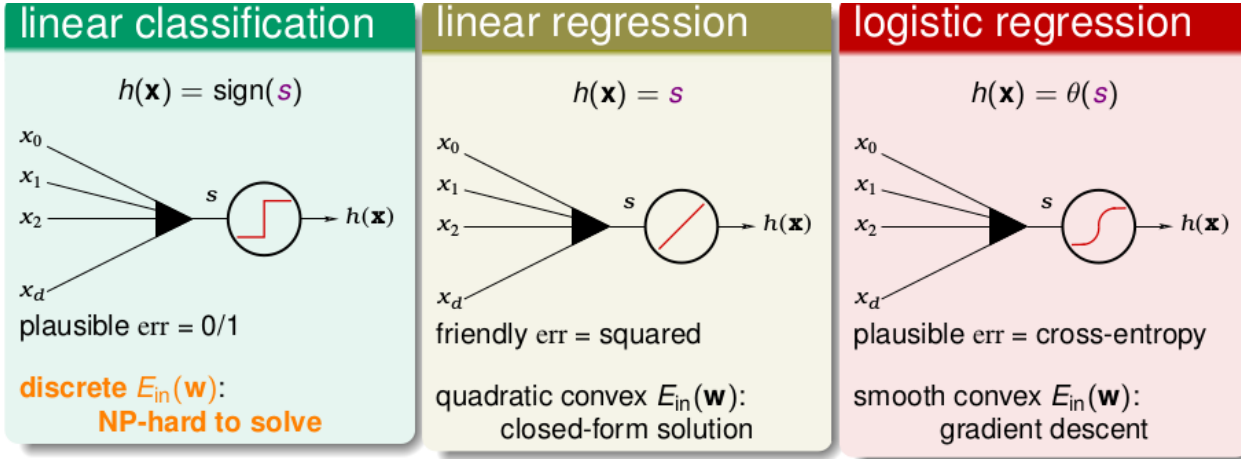 linear classification
h(x) = sign(s)
x0
x1
x2
xd
s
h(x)
plausible err = 0/1
discrete Ein(w):
NP-hard to solve
linear regression
h(x) = s
x0
x1
x2
xd
s
h(x)
friendly err = squared
quadratic convex Ein(w):
closed-form solution
logistic regression
h(x) = θ(s)
x0
x1
x2
xd
s
h(x)
plausible err = cross-entropy
smooth convex Ein(w):
gradient descent